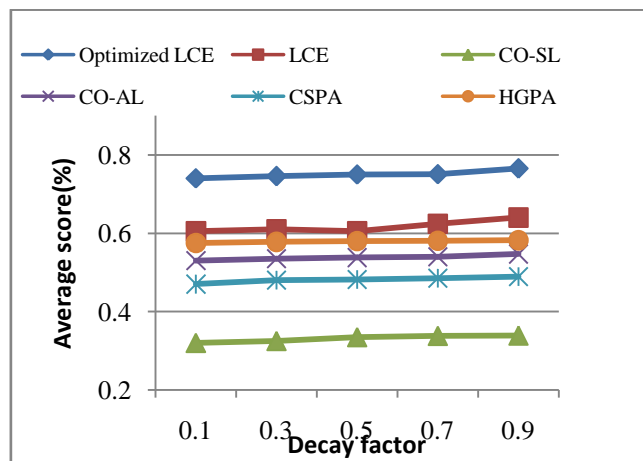 Optimized LCE LCE CO-SL
CO-AL CSPA HGPA
Average score(%)
0.8
0.6
0.4
0.2
0.1 0.3 0.5 0.7 0.9
Decay factor